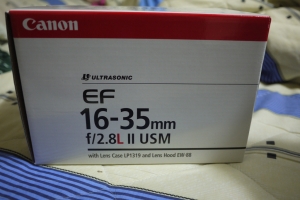 Canon
ULTRASONIC
EF
16-35mm
f/2.8L II USM
with Lens Case LP1319 and Lens Hood EW-88